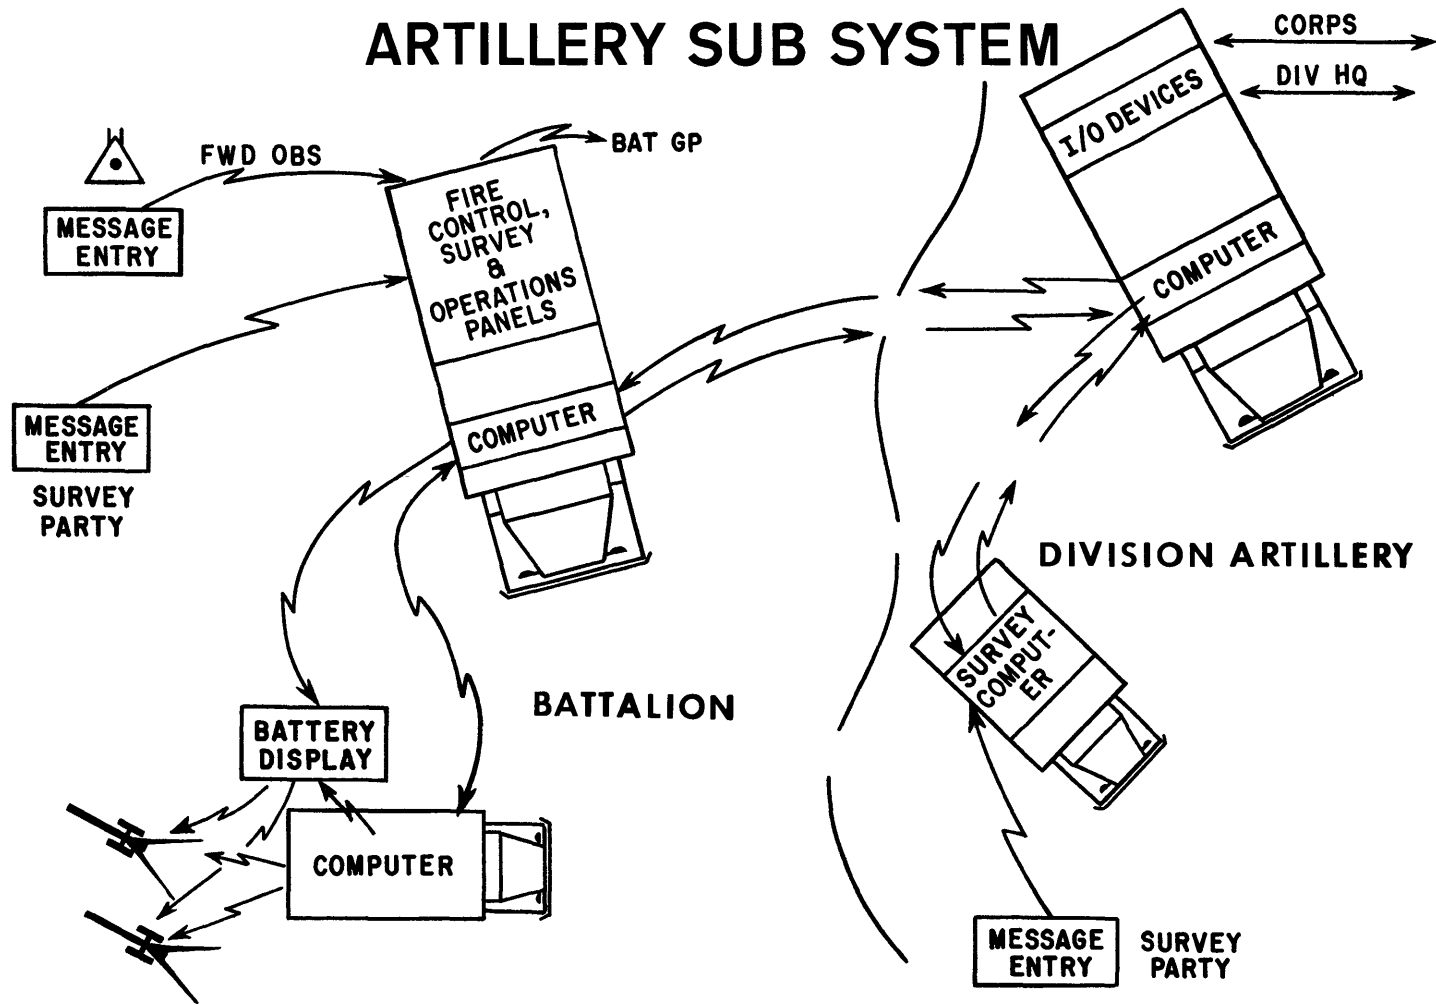 ARTILLERY SUB SYSTEM
CORPS
DIV HQ
I/O DEVICES
COMPUTER
FWD OBS
BAT GP
MESSAGE
ENTRY
FIRE
CONTROL,
SURVEY
&
OPERATIONS
PANELS
COMPUTER
MESSAGE
ENTRY
SURVEY
PARTY
DIVISION ARTILLERY
SURVEY
COMPUT-
ER
BATTALION
BATTERY
DISPLAY
COMPUTER
MESSAGE
ENTRY
SURVEY
PARTY